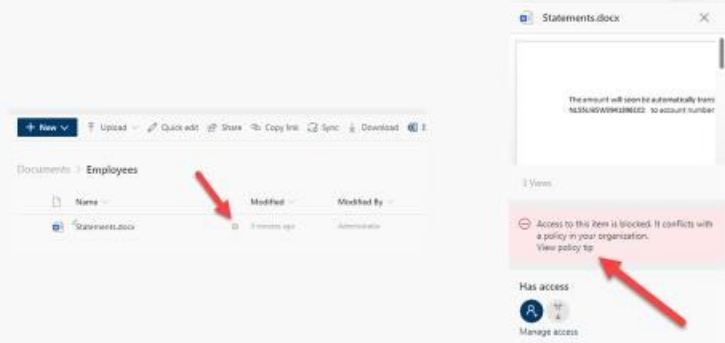 New Upload Quick edit Share Copy link Sync Download
Documents > Employees
Name Modified Modified By
Statements.docx minutes ago Administrator
Statements.docx
The amount will soon be automatically trans
to account number
3 Views
Access to this item is blocked. It conflicts with
a policy in your organization.
View policy tip
Has access
Manage access